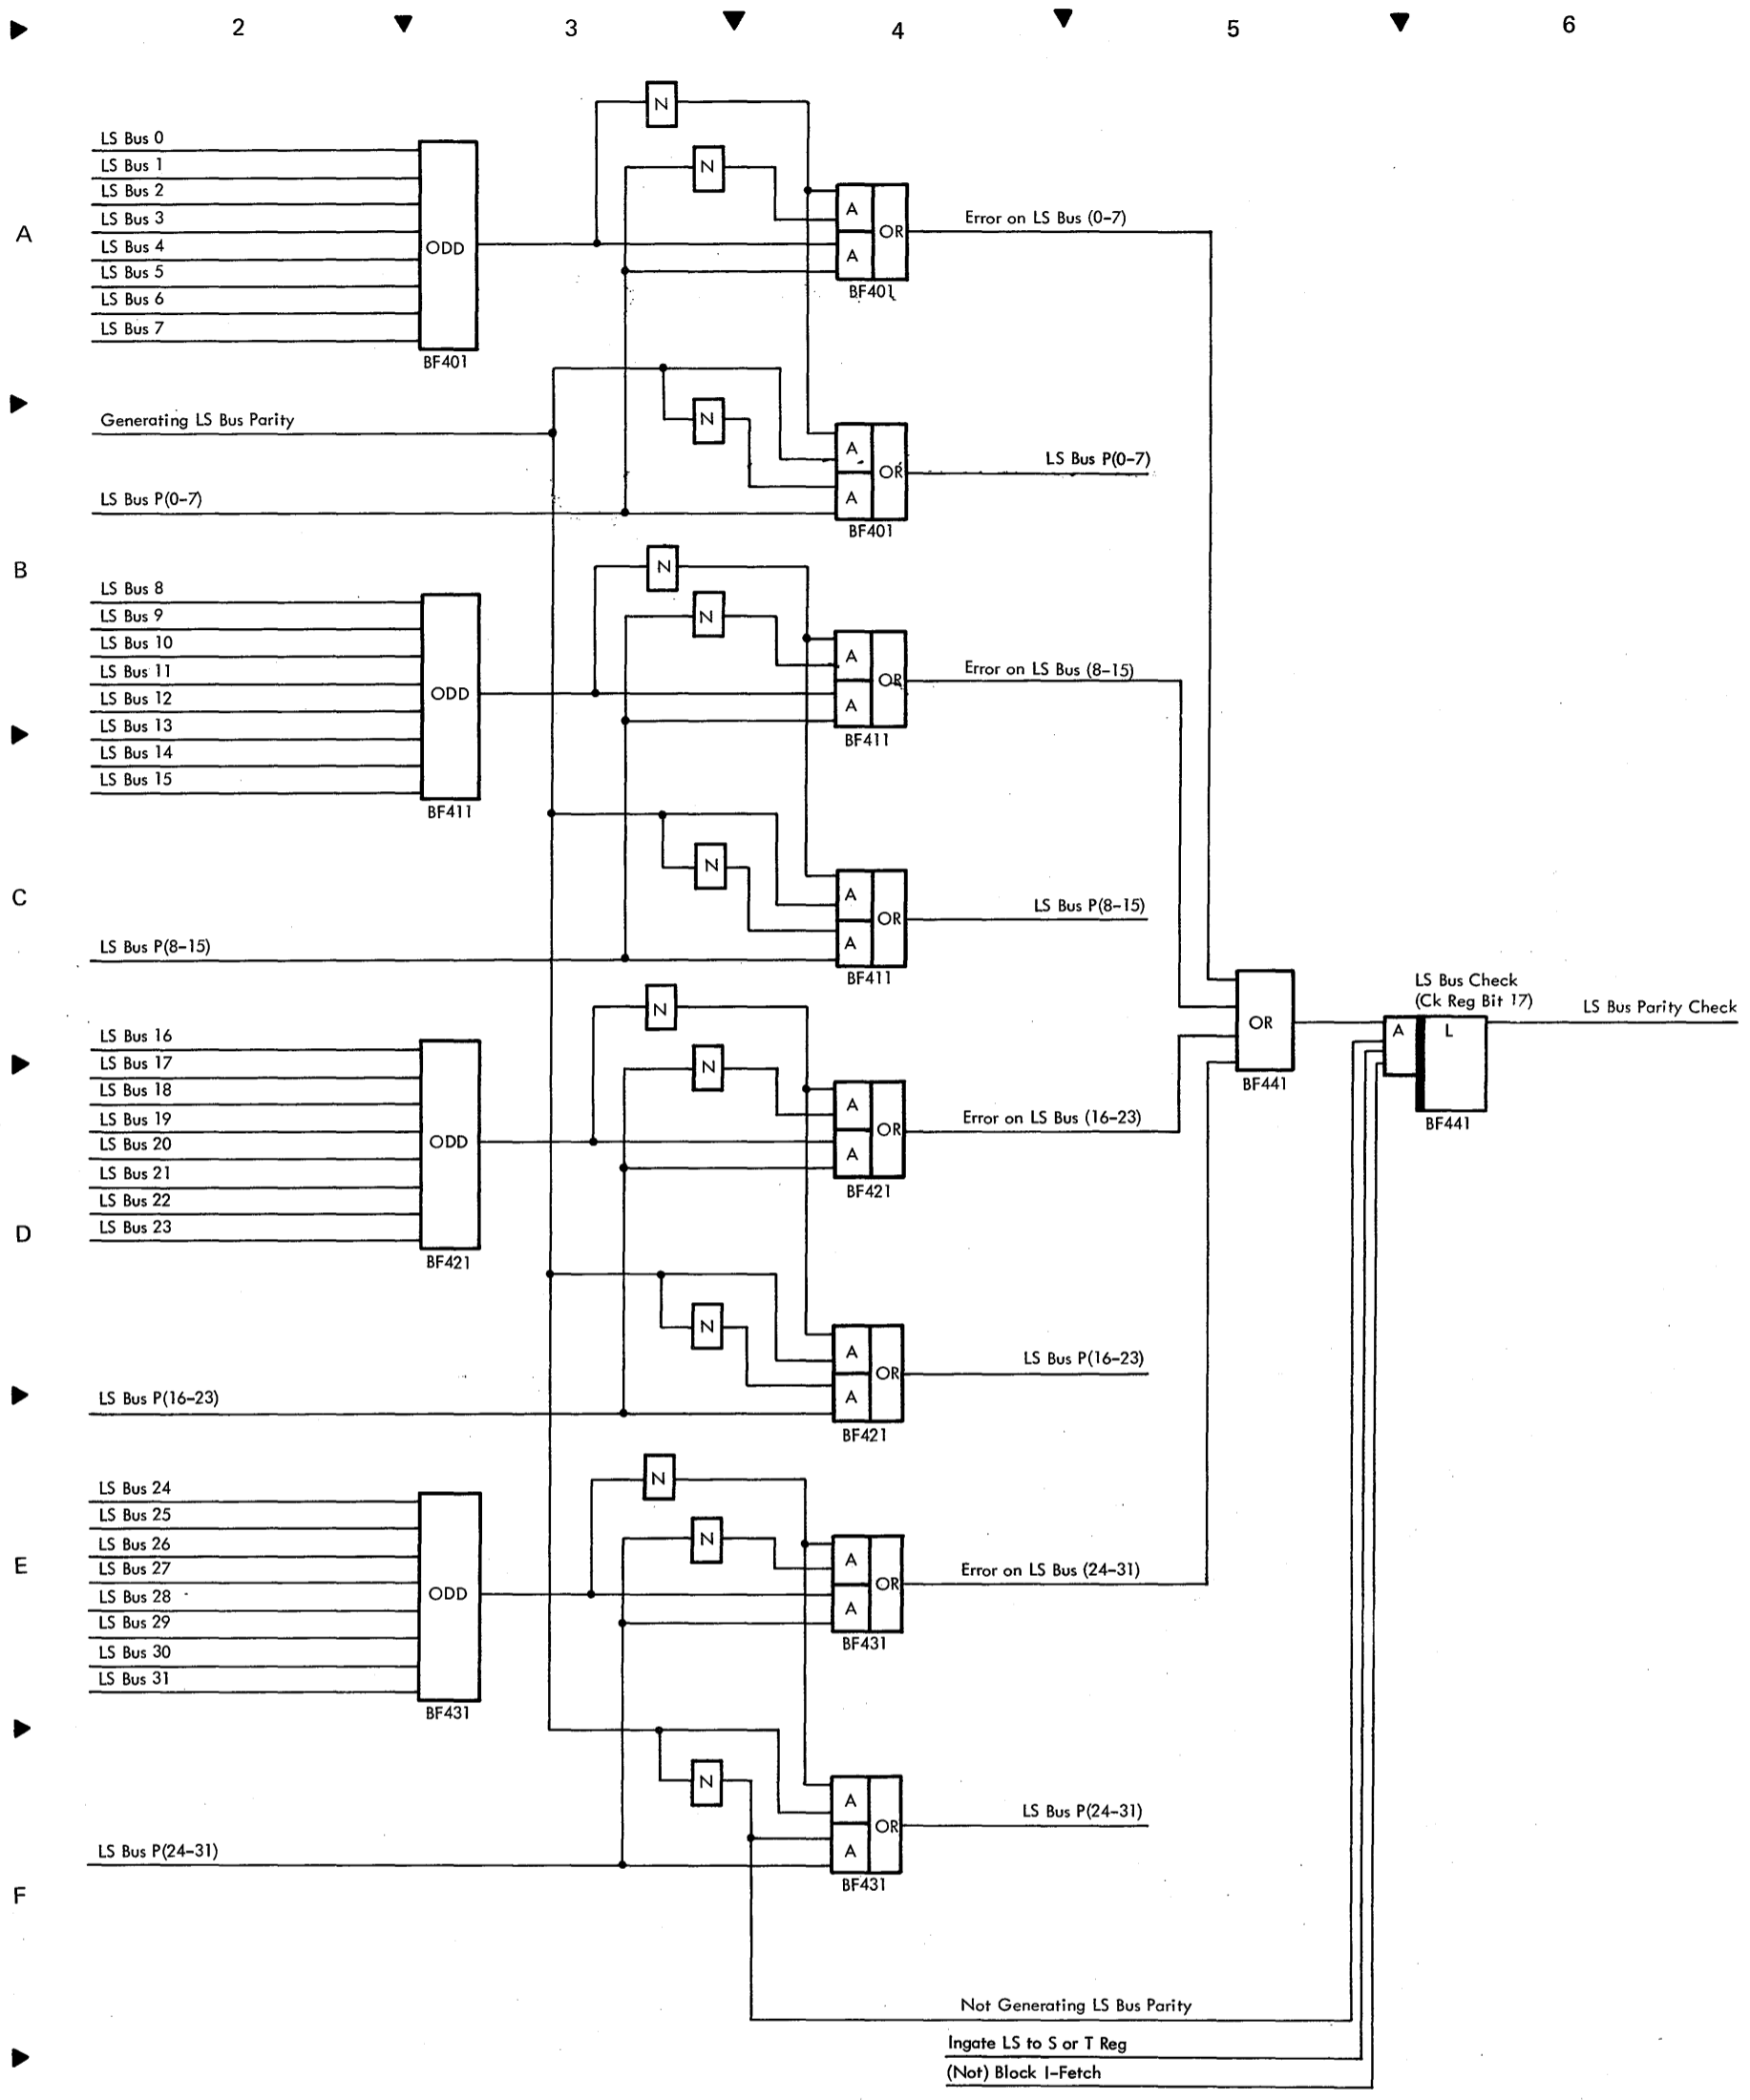 2 3 4 5 6
N
LS Bus 0
LS Bus 1
N
LS Bus 2
A
LS Bus 3
Error on LS Bus (0-7)
A
OR
LS Bus 4
ODD
A
LS Bus 5
BF401
LS Bus 6
LS Bus 7
BF401
Generating LS Bus Parity
N
A
OR
LS Bus P(0-7)
LS Bus P(0-7)
A
BF401
B
N
LS Bus 8
LS Bus 9
N
LS Bus 10
A
LS Bus 11
Error on LS Bus (8-15)
OR
LS Bus 12
ODD
A
LS Bus 13
BF411
LS Bus 14
LS Bus 15
BF411
N
C
A
OR
LS Bus P(8-15)
LS Bus P(8-15)
A
BF411
LS Bus Check
(Ck Reg Bit 17)
LS Bus Parity Check
N
OR
A L
BF441
BF441
LS Bus 16
LS Bus 17
N
LS Bus 18
A
LS Bus 19
Error on LS Bus (16-23)
OR
LS Bus 20
ODD
A
LS Bus 21
BF421
LS Bus 22
LS Bus 23
D
BF421
N
A
OR
LS Bus P(16-23)
LS Bus P(16-23)
A
BF421
N
LS Bus 24
LS Bus 25
N
LS Bus 26
A
E
LS Bus 27
Error on LS Bus (24-31)
OR
LS Bus 28
ODD
A
LS Bus 29
BF431
LS Bus 30
LS Bus 31
BF431
N
A
OR
LS Bus P(24-31)
LS Bus P(24-31)
A
BF431
F
Not Generating LS Bus Parity
Ingate LS to S or T Reg
(Not) Block I-Fetch